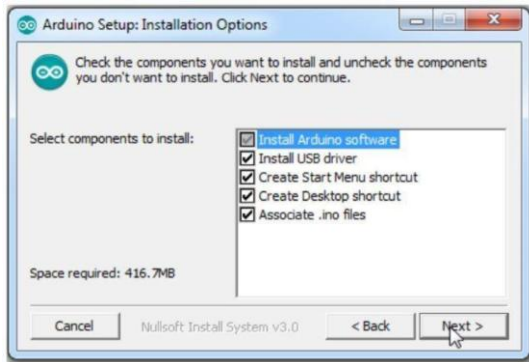 Arduino Setup: Installation Options
Check the components you want to install and uncheck the components
you don't want to install. Click Next to continue.
Select components to install:
Install Arduino software
Install USB driver
Create Start Menu shortcut
Create Desktop shortcut
Associate .ino files
Space required: 416.7MB
Cancel
Nullsoft Install System v3.0
< Back
Next >